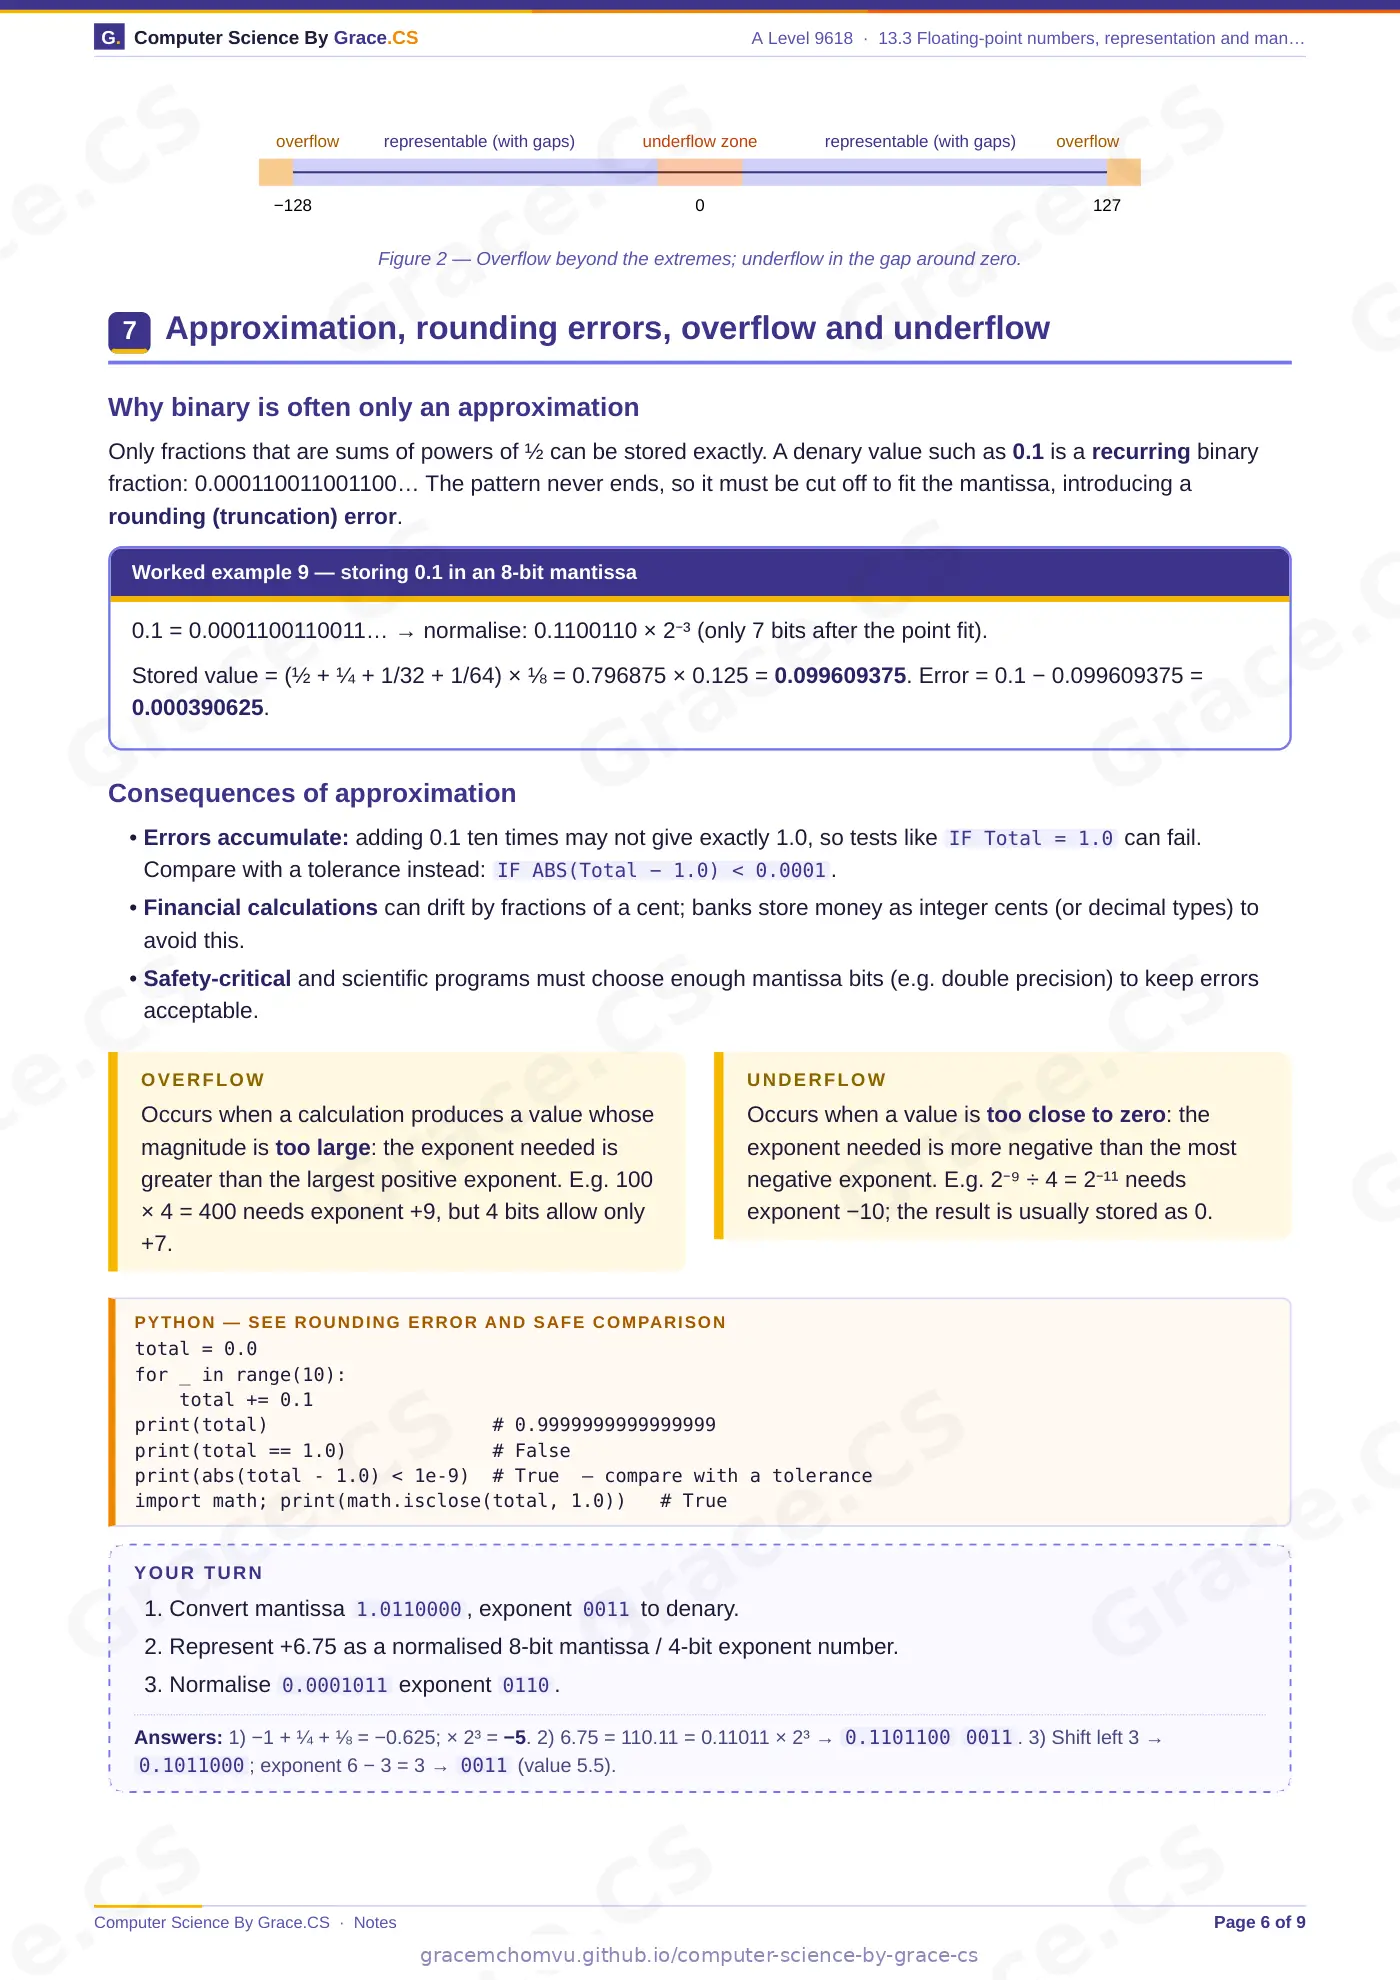 G. Computer Science By Grace.CS
A Level 9618 · 13.3 Floating-point numbers, representation and man…
overflow representable (with gaps) underflow zone representable (with gaps) overflow
−128 0 127
Figure 2 — Overflow beyond the extremes; underflow in the gap around zero.
7 Approximation, rounding errors, overflow and underflow
Why binary is often only an approximation
Only fractions that are sums of powers of ½ can be stored exactly. A denary value such as 0.1 is a recurring binary
fraction: 0.000110011001100… The pattern never ends, so it must be cut off to fit the mantissa, introducing a
rounding (truncation) error.
Worked example 9 — storing 0.1 in an 8-bit mantissa
0.1 = 0.0001100110011… → normalise: 0.1100110 × 2⁻³ (only 7 bits after the point fit).
Stored value = (½ + ¼ + 1/32 + 1/64) × ⅛ = 0.796875 × 0.125 = 0.099609375. Error = 0.1 − 0.099609375 =
0.000390625.
Consequences of approximation
• Errors accumulate: adding 0.1 ten times may not give exactly 1.0, so tests like IF Total = 1.0 can fail.
Compare with a tolerance instead: IF ABS(Total − 1.0) < 0.0001.
• Financial calculations can drift by fractions of a cent; banks store money as integer cents (or decimal types) to
avoid this.
• Safety-critical and scientific programs must choose enough mantissa bits (e.g. double precision) to keep errors
acceptable.
OVERFLOW
Occurs when a calculation produces a value whose
magnitude is too large: the exponent needed is
greater than the largest positive exponent. E.g. 100
× 4 = 400 needs exponent +9, but 4 bits allow only
+7.
UNDERFLOW
Occurs when a value is too close to zero: the
exponent needed is more negative than the most
negative exponent. E.g. 2⁻⁹ ÷ 4 = 2⁻¹¹ needs
exponent −10; the result is usually stored as 0.
PYTHON — SEE ROUNDING ERROR AND SAFE COMPARISON
total = 0.0
for _ in range(10):
    total += 0.1
print(total)                    # 0.9999999999999999
print(total == 1.0)             # False
print(abs(total - 1.0) < 1e-9)  # True  — compare with a tolerance
import math; print(math.isclose(total, 1.0))   # True
YOUR TURN
1. Convert mantissa 1.0110000, exponent 0011 to denary.
2. Represent +6.75 as a normalised 8-bit mantissa / 4-bit exponent number.
3. Normalise 0.0001011 exponent 0110.
Answers: 1) −1 + ¼ + ⅛ = −0.625; × 2³ = −5. 2) 6.75 = 110.11 = 0.11011 × 2³ → 0.1101100 0011. 3) Shift left 3 →
0.1011000; exponent 6 − 3 = 3 → 0011 (value 5.5).
Computer Science By Grace.CS · Notes
Page 6 of 9
gracemchomvu.github.io/computer-science-by-grace-cs